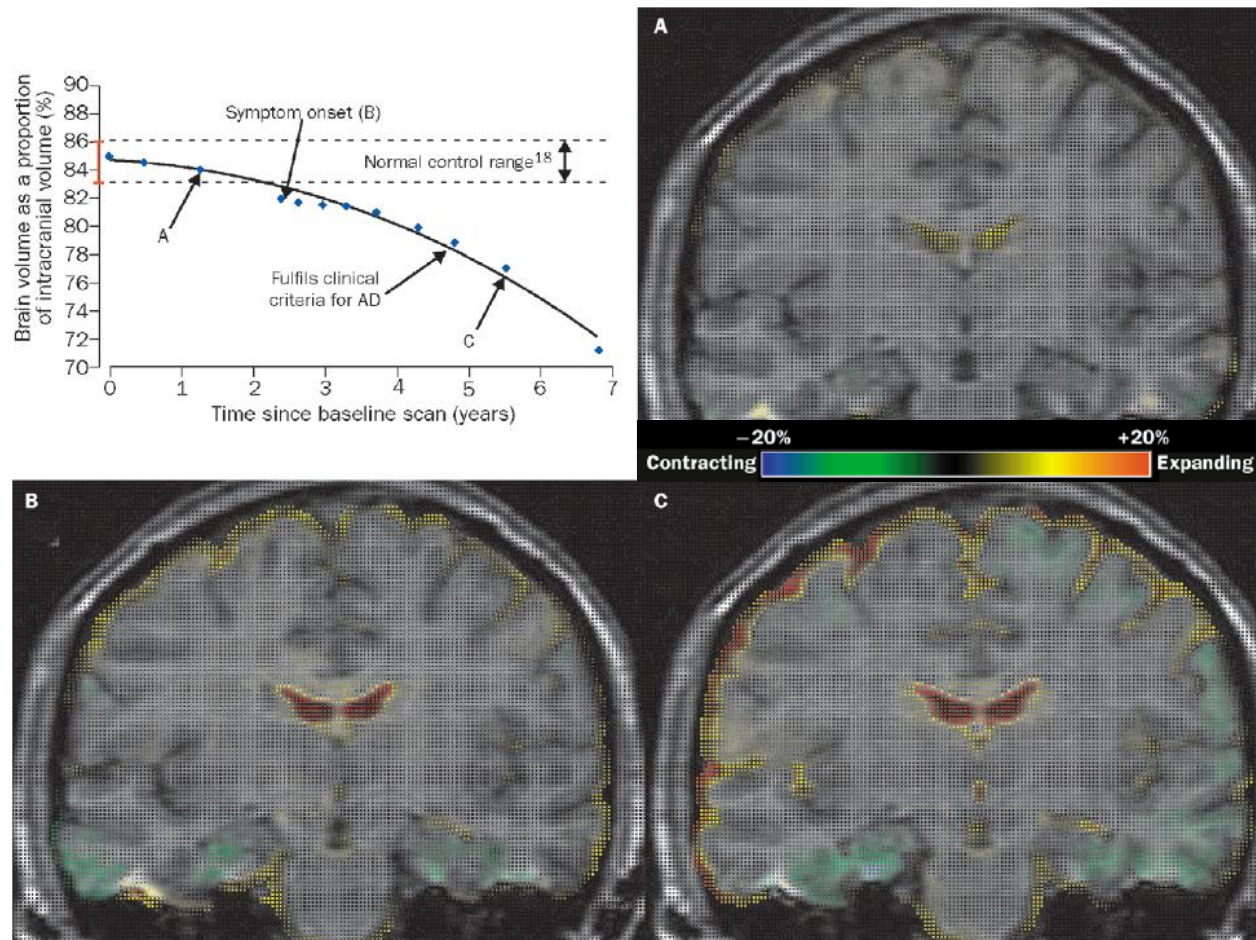 A
90
88
86
84
82
80
78
76
74
72
70
Brain volume as a proportion
of intracranial volume (%)
Symptom onset (B)
Normal control range18
A
Fulfils clinical
criteria for AD
C
0 1 2 3 4 5 6 7
Time since baseline scan (years)
−20% +20%
Contracting Expanding
B
C